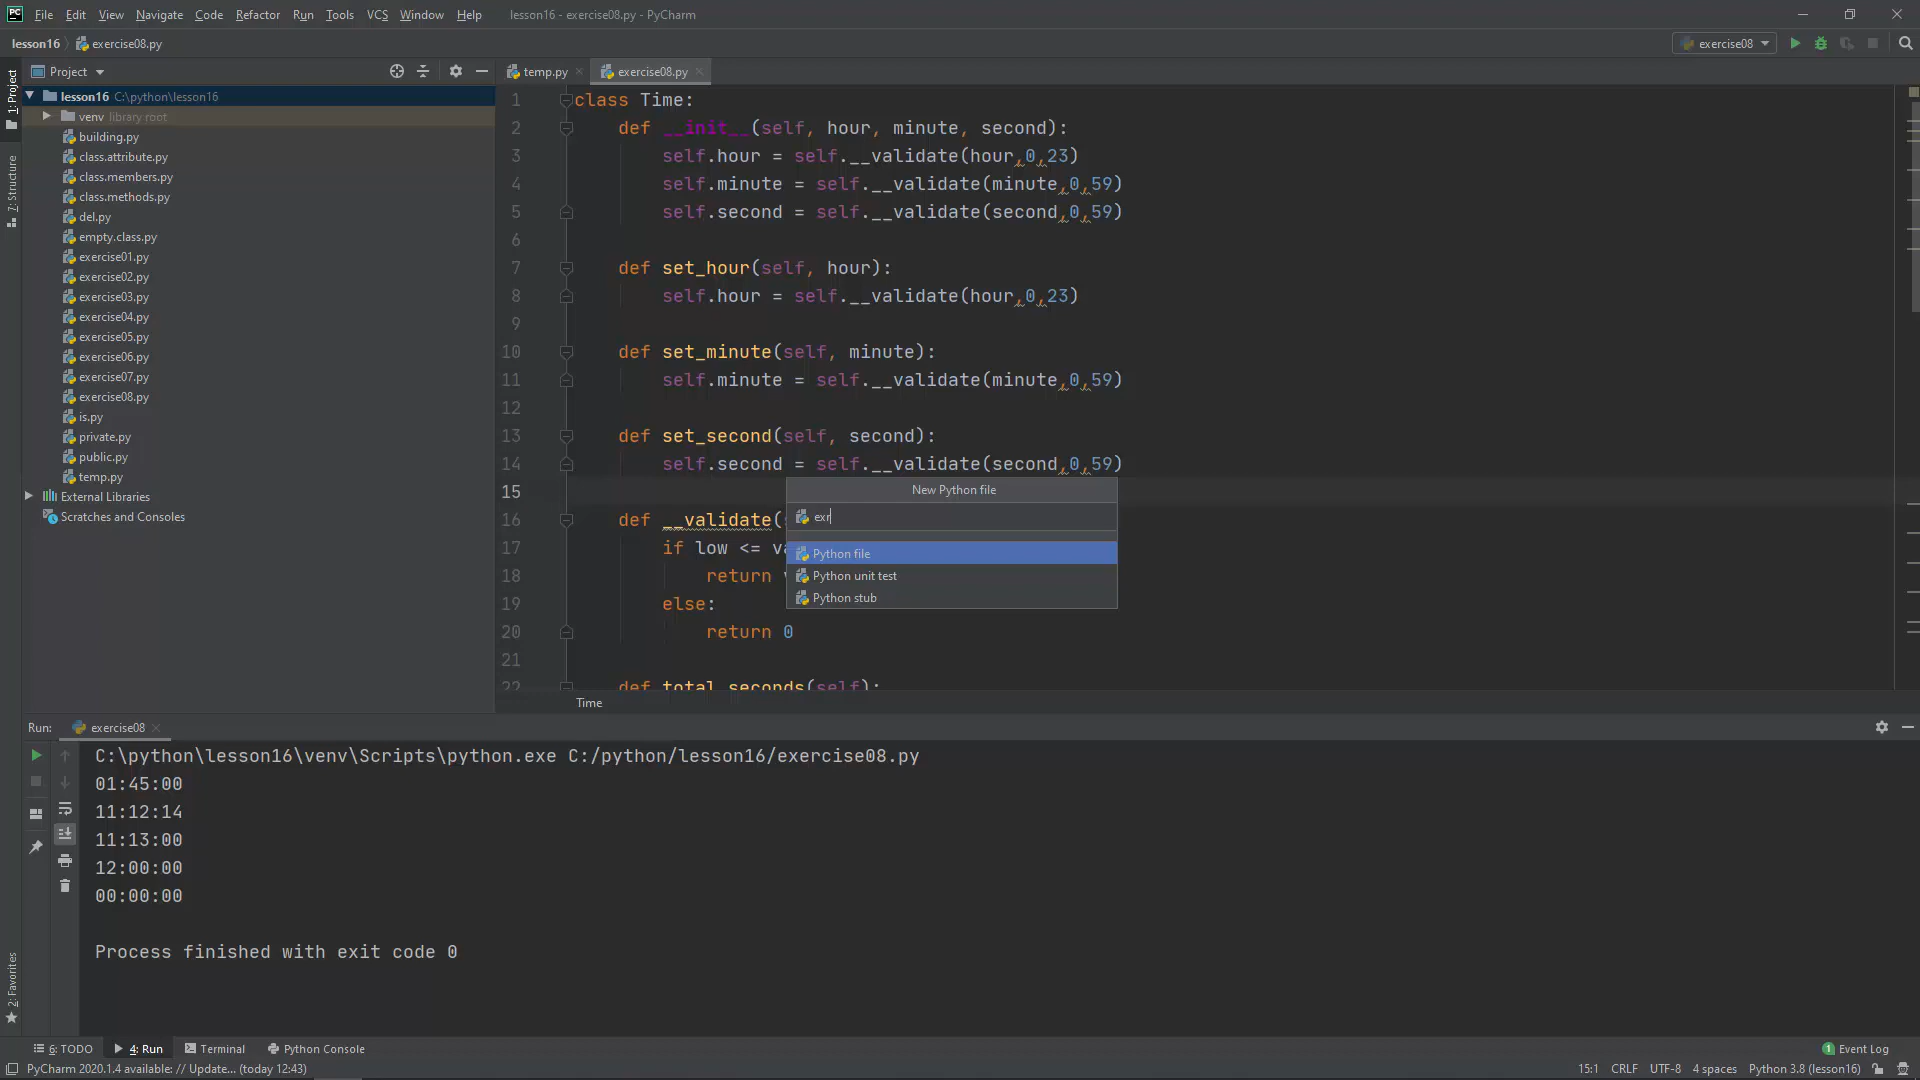 File Edit View Navigate Code Refactor Run Tools VCS Window Help lesson16 - exercise08.py - PyCharm
lesson16 exercise08.py exercise08
Project temp.py exercise08.py
1: Project
7: Structure
2: Favorites
lesson16 C:\python\lesson16
venv library root
building.py
class.attribute.py
class.members.py
class.methods.py
del.py
empty.class.py
exercise01.py
exercise02.py
exercise03.py
exercise04.py
exercise05.py
exercise06.py
exercise07.py
exercise08.py
is.py
private.py
public.py
temp.py
External Libraries
Scratches and Consoles
1 class Time:
2 def __init__(self, hour, minute, second):
3 self.hour = self.__validate(hour,0,23)
4 self.minute = self.__validate(minute,0,59)
5 self.second = self.__validate(second,0,59)
6
7 def set_hour(self, hour):
8 self.hour = self.__validate(hour,0,23)
9
10 def set_minute(self, minute):
11 self.minute = self.__validate(minute,0,59)
12
13 def set_second(self, second):
14 self.second = self.__validate(second,0,59)
15
16 def __validate(
17 if low <=
18 return
19 else:
20 return 0
21
22 def total_seconds(self):
New Python file
exr
Python file
Python unit test
Python stub
Time
Run: exercise08
C:\python\lesson16\venv\Scripts\python.exe C:/python/lesson16/exercise08.py
01:45:00
11:12:14
11:13:00
12:00:00
00:00:00
Process finished with exit code 0
6: TODO 4: Run Terminal Python Console 1 Event Log
PyCharm 2020.1.4 available: // Update... (today 12:43) 15:1 CRLF UTF-8 4 spaces Python 3.8 (lesson16)